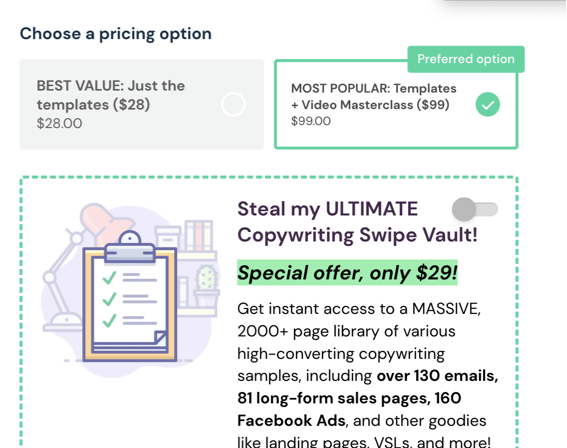 Choose a pricing option
Preferred option
BEST VALUE: Just the
templates ($28)
$28.00
MOST POPULAR: Templates
+ Video Masterclass ($99)
$99.00
Steal my ULTIMATE
Copywriting Swipe Vault!
Special offer, only $29!
Get instant access to a MASSIVE,
2000+ page library of various
high-converting copywriting
samples, including over 130 emails,
81 long-form sales pages, 160
Facebook Ads, and other goodies
like landing pages, VSLs, and more!